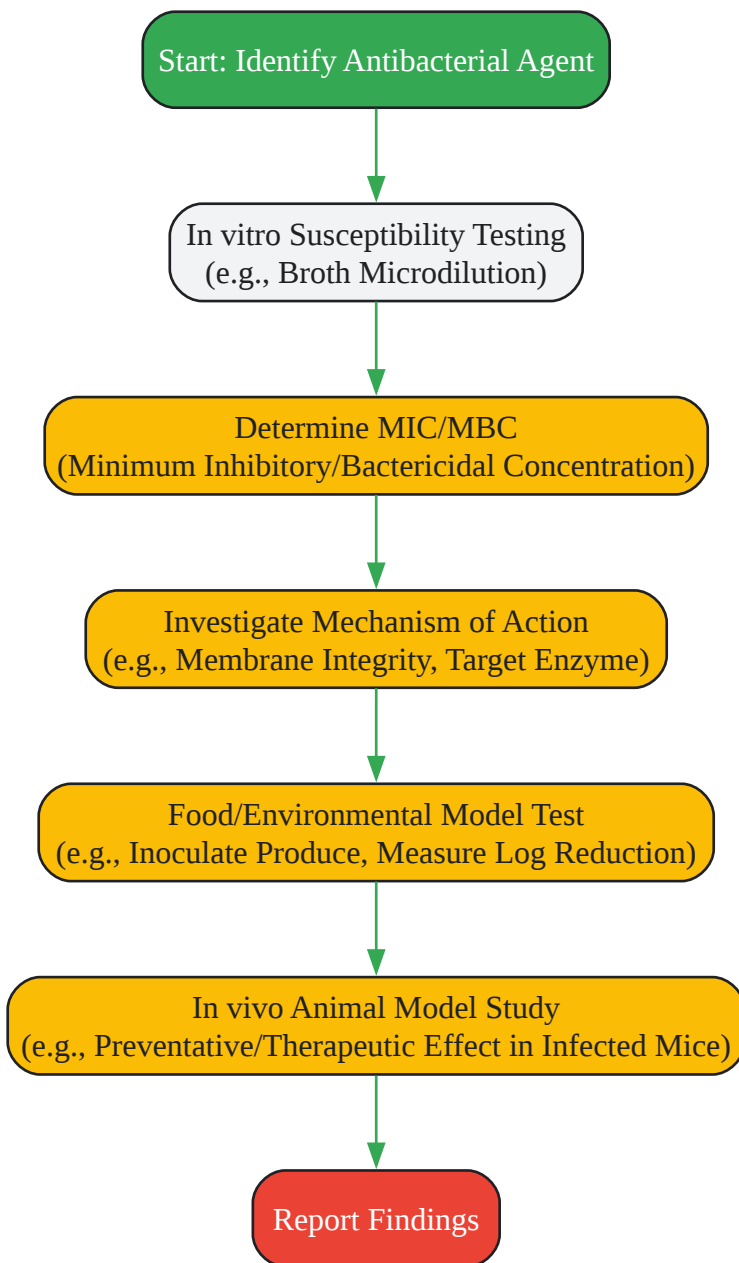 Start: Identify Antibacterial Agent
In vitro Susceptibility Testing
(e.g., Broth Microdilution)
Determine MIC/MBC
(Minimum Inhibitory/Bactericidal Concentration)
Investigate Mechanism of Action
(e.g., Membrane Integrity, Target Enzyme)
Food/Environmental Model Test
(e.g., Inoculate Produce, Measure Log Reduction)
In vivo Animal Model Study
(e.g., Preventative/Therapeutic Effect in Infected Mice)
Report Findings